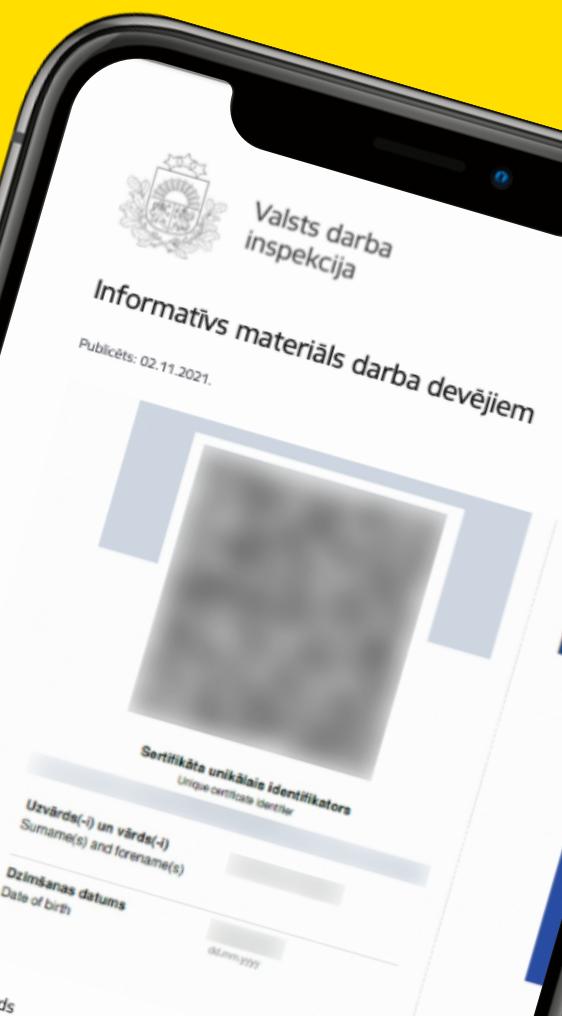 Valsts darba
inspekcija
Informatīvs materiāls darba devējiem
Publicēts: 02.11.2021.
Sertifikāta unikālais identifikators
Unique certificate identifier
Uzvārds(-i) un vārds(-i)
Surname(s) and forename(s)
Dzimšanas datums
Date of birth
dd.mm.yyyy